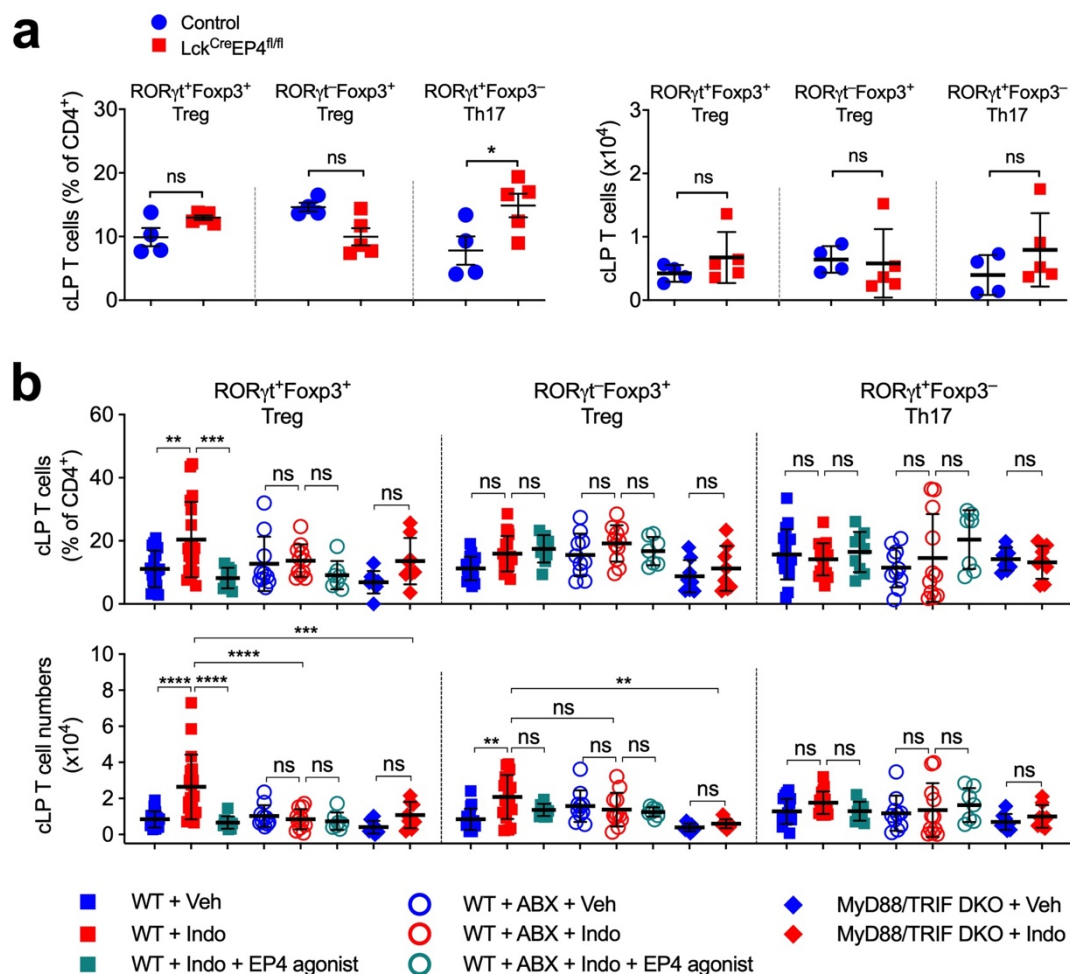 a
Control
Lck^CreEP4^fl/fl
RORγt⁺Foxp3⁺ Treg
RORγt⁻Foxp3⁺ Treg
RORγt⁺Foxp3⁻ Th17
cLP T cells (% of CD4⁺)
30
20
10
0
ns
ns
*
RORγt⁺Foxp3⁺ Treg
RORγt⁻Foxp3⁺ Treg
RORγt⁺Foxp3⁻ Th17
cLP T cells (x10⁴)
3
2
1
0
ns
ns
ns
b
RORγt⁺Foxp3⁺ Treg
RORγt⁻Foxp3⁺ Treg
RORγt⁺Foxp3⁻ Th17
cLP T cells
(% of CD4⁺)
60
40
20
0
** *** ns ns ns
ns ns ns ns ns
ns ns ns ns ns
cLP T cell numbers
(x10⁴)
10
8
6
4
2
0
***
****
**** **** ns ns ns
**
ns
** ns ns ns ns
ns ns ns ns ns
WT + Veh
WT + Indo
WT + Indo + EP4 agonist
WT + ABX + Veh
WT + ABX + Indo
WT + ABX + Indo + EP4 agonist
MyD88/TRIF DKO + Veh
MyD88/TRIF DKO + Indo